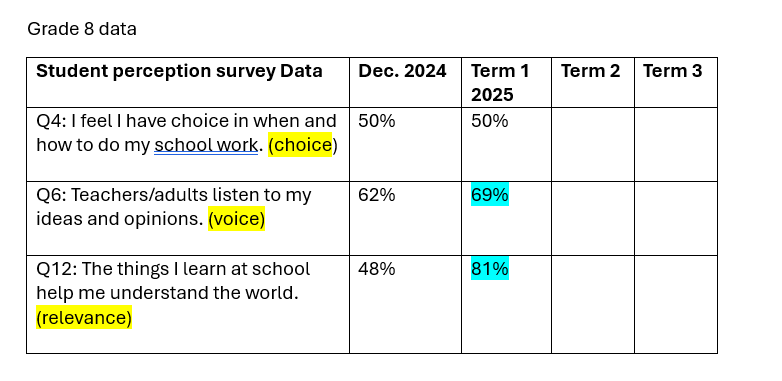 Grade 8 data
Student perception survey Data
Dec. 2024
Term 1
2025
Term 2
Term 3
Q4: I feel I have choice in when and
how to do my school work. (choice)
50%
50%
Q6: Teachers/adults listen to my
ideas and opinions. (voice)
62%
69%
Q12: The things I learn at school
help me understand the world.
(relevance)
48%
81%